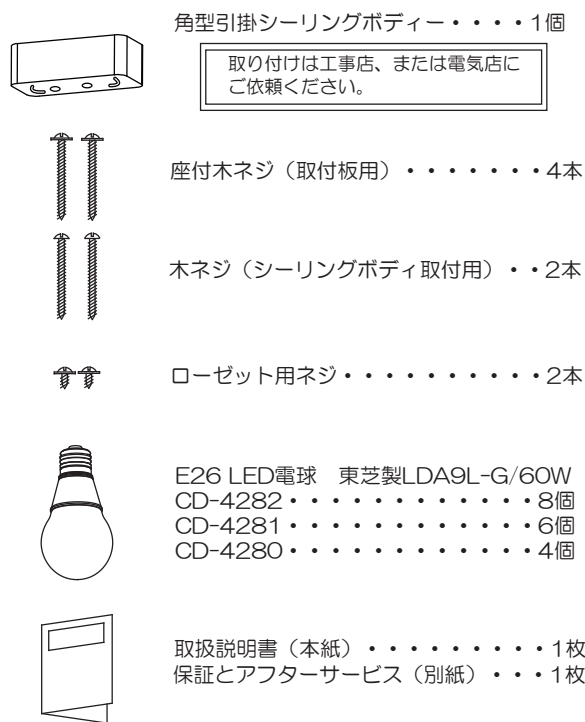 角型引掛シーリングボディー・・・・1個
取り付けは工事店、または電気店に
ご依頼ください。
座付木ネジ（取付板用）・・・・・・・4本
木ネジ（シーリングボディ取付用）・・2本
ローゼット用ネジ・・・・・・・・・・2本
E26 LED電球　東芝製LDA9L-G/60W
CD-4282・・・・・・・・・・・・8個
CD-4281・・・・・・・・・・・・6個
CD-4280・・・・・・・・・・・・4個
取扱説明書（本紙）・・・・・・・・・1枚
保証とアフターサービス（別紙）・・・1枚